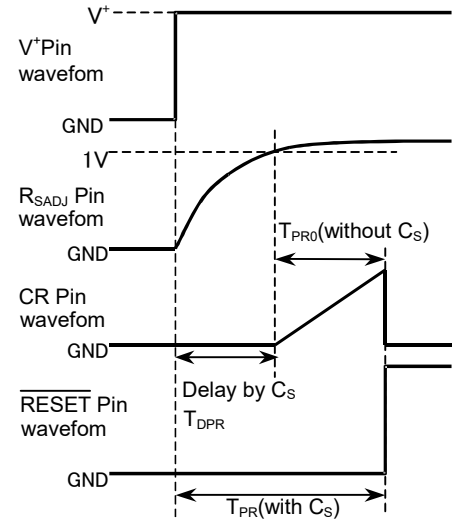 V+
V+Pin
wavefom
GND
1V
RSADJ Pin
wavefom
GND
TPR0(without CS)
CR Pin
wavefom
GND
Delay by CS
TDPR
RESET Pin
wavefom
GND
TPR(with CS)